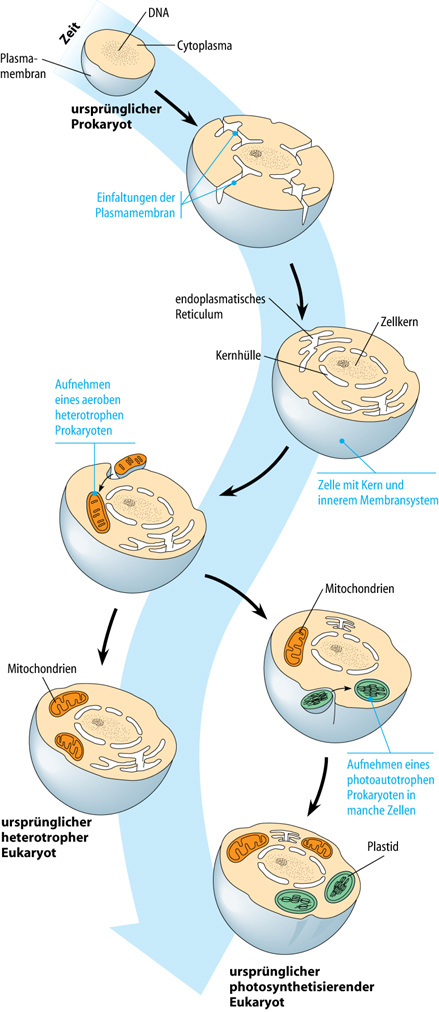 Zeit
DNA
Cytoplasma
Plasma-
membran
ursprünglicher
Prokaryot
Einfaltungen der
Plasmamembran
endoplasmatisches
Reticulum
Zellkern
Kernhülle
Aufnehmen
eines aeroben
heterotrophen
Prokaryoten
Zelle mit Kern und
innerem Membransystem
Mitochondrien
Mitochondrien
Aufnehmen eines
photoautotrophen
Prokaryoten in
manche Zellen
ursprünglicher
heterotropher
Eukaryot
Plastid
ursprünglicher
photosynthetisierender
Eukaryot